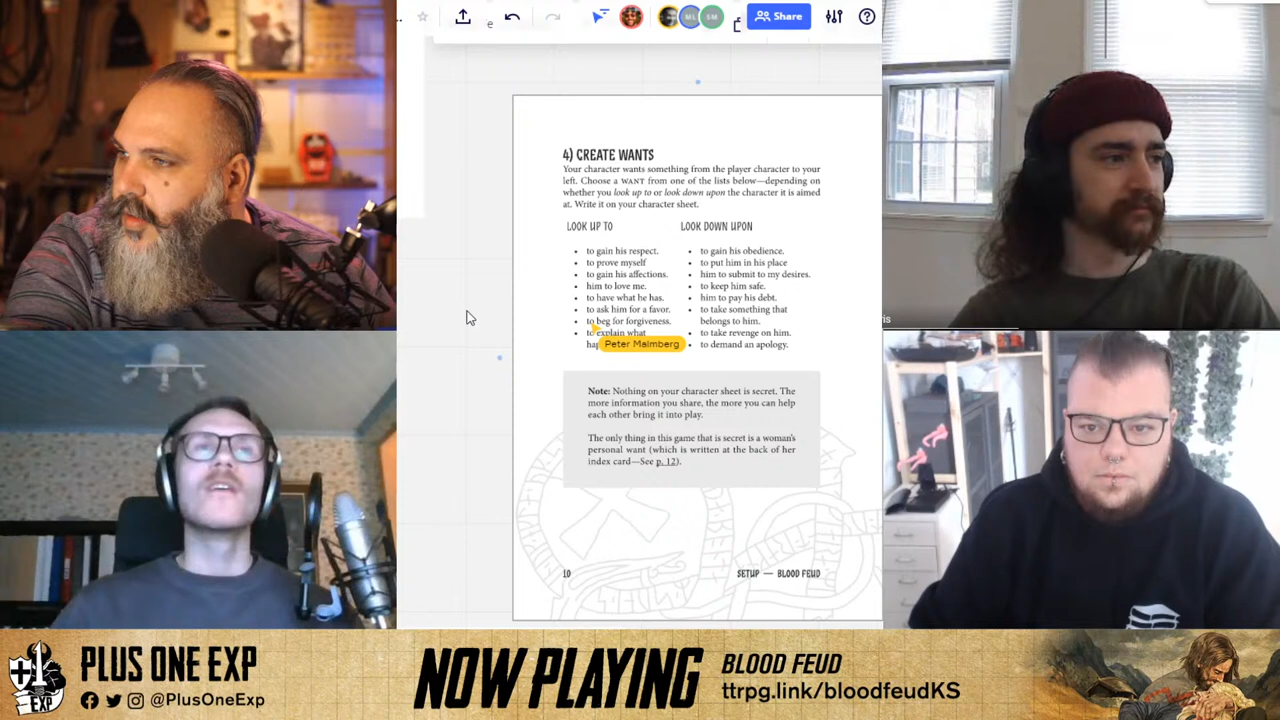 e
ML
SM
Share
4) CREATE WANTS
Your character wants something from the player character to your
left. Choose a WANT from one of the lists below—depending on
whether you look up to or look down upon the character it is aimed
at. Write it on your character sheet.
LOOK UP TO
• to gain his respect.
• to prove myself
• to gain his affections.
• him to love me.
• to have what he has.
• to ask him for a favor.
• to beg for forgiveness.
• to explain what
Peter Malmberg
LOOK DOWN UPON
• to gain his obedience.
• to put him in his place
• him to submit to my desires.
• to keep him safe.
• him to pay his debt.
• to take something that
belongs to him.
• to take revenge on him.
• to demand an apology.
Note: Nothing on your character sheet is secret. The
more information you share, the more you can help
each other bring it into play.
The only thing in this game that is secret is a woman's
personal want (which is written at the back of her
index card—See p. 12).
10
SETUP — BLOOD FEUD
ris
EXP
PLUS ONE EXP
@PlusOneExp
NOW PLAYING
BLOOD FEUD
ttrpg.link/bloodfeudKS